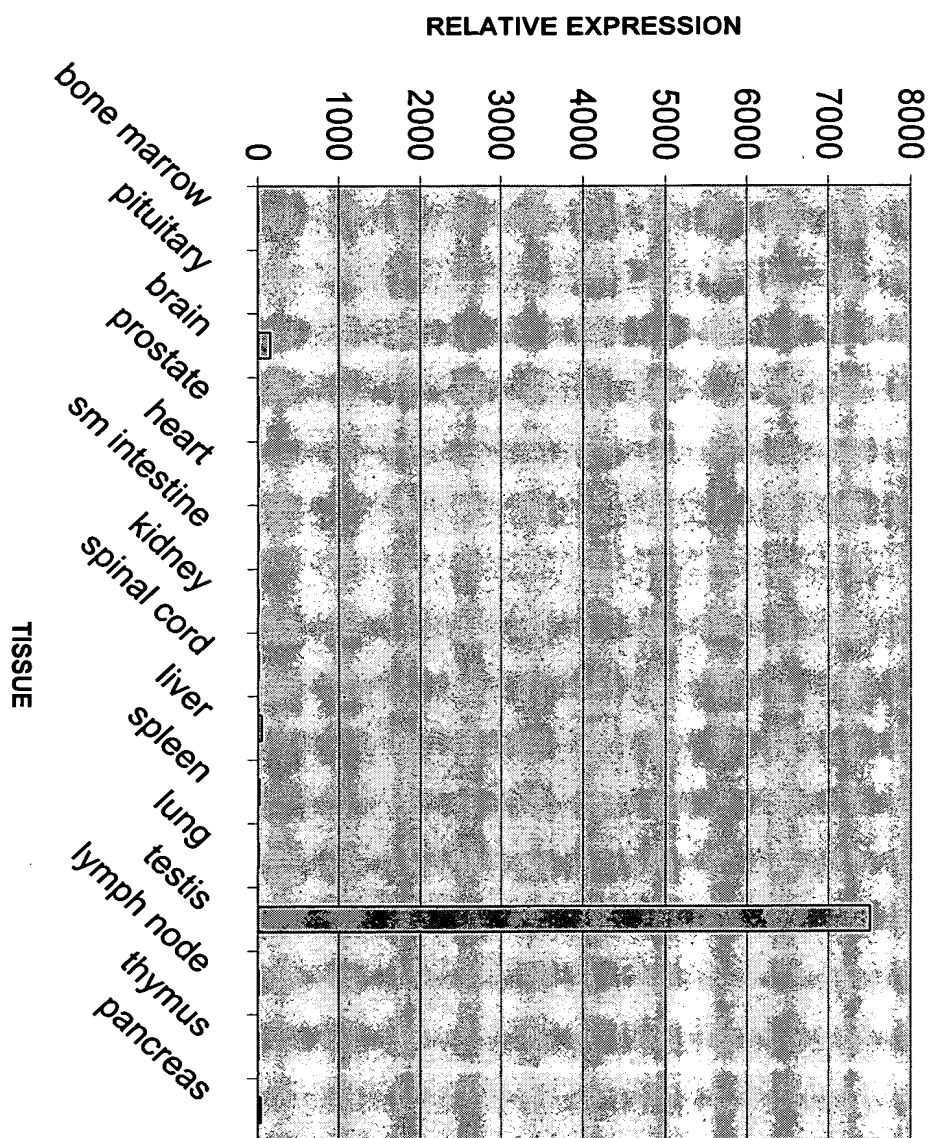 RELATIVE EXPRESSION
8000
7000
6000
5000
4000
3000
2000
1000
0
bone marrow
pituitary
brain
prostate
heart
sm intestine
kidney
spinal cord
liver
spleen
lung
testis
lymph node
thymus
pancreas
TISSUE